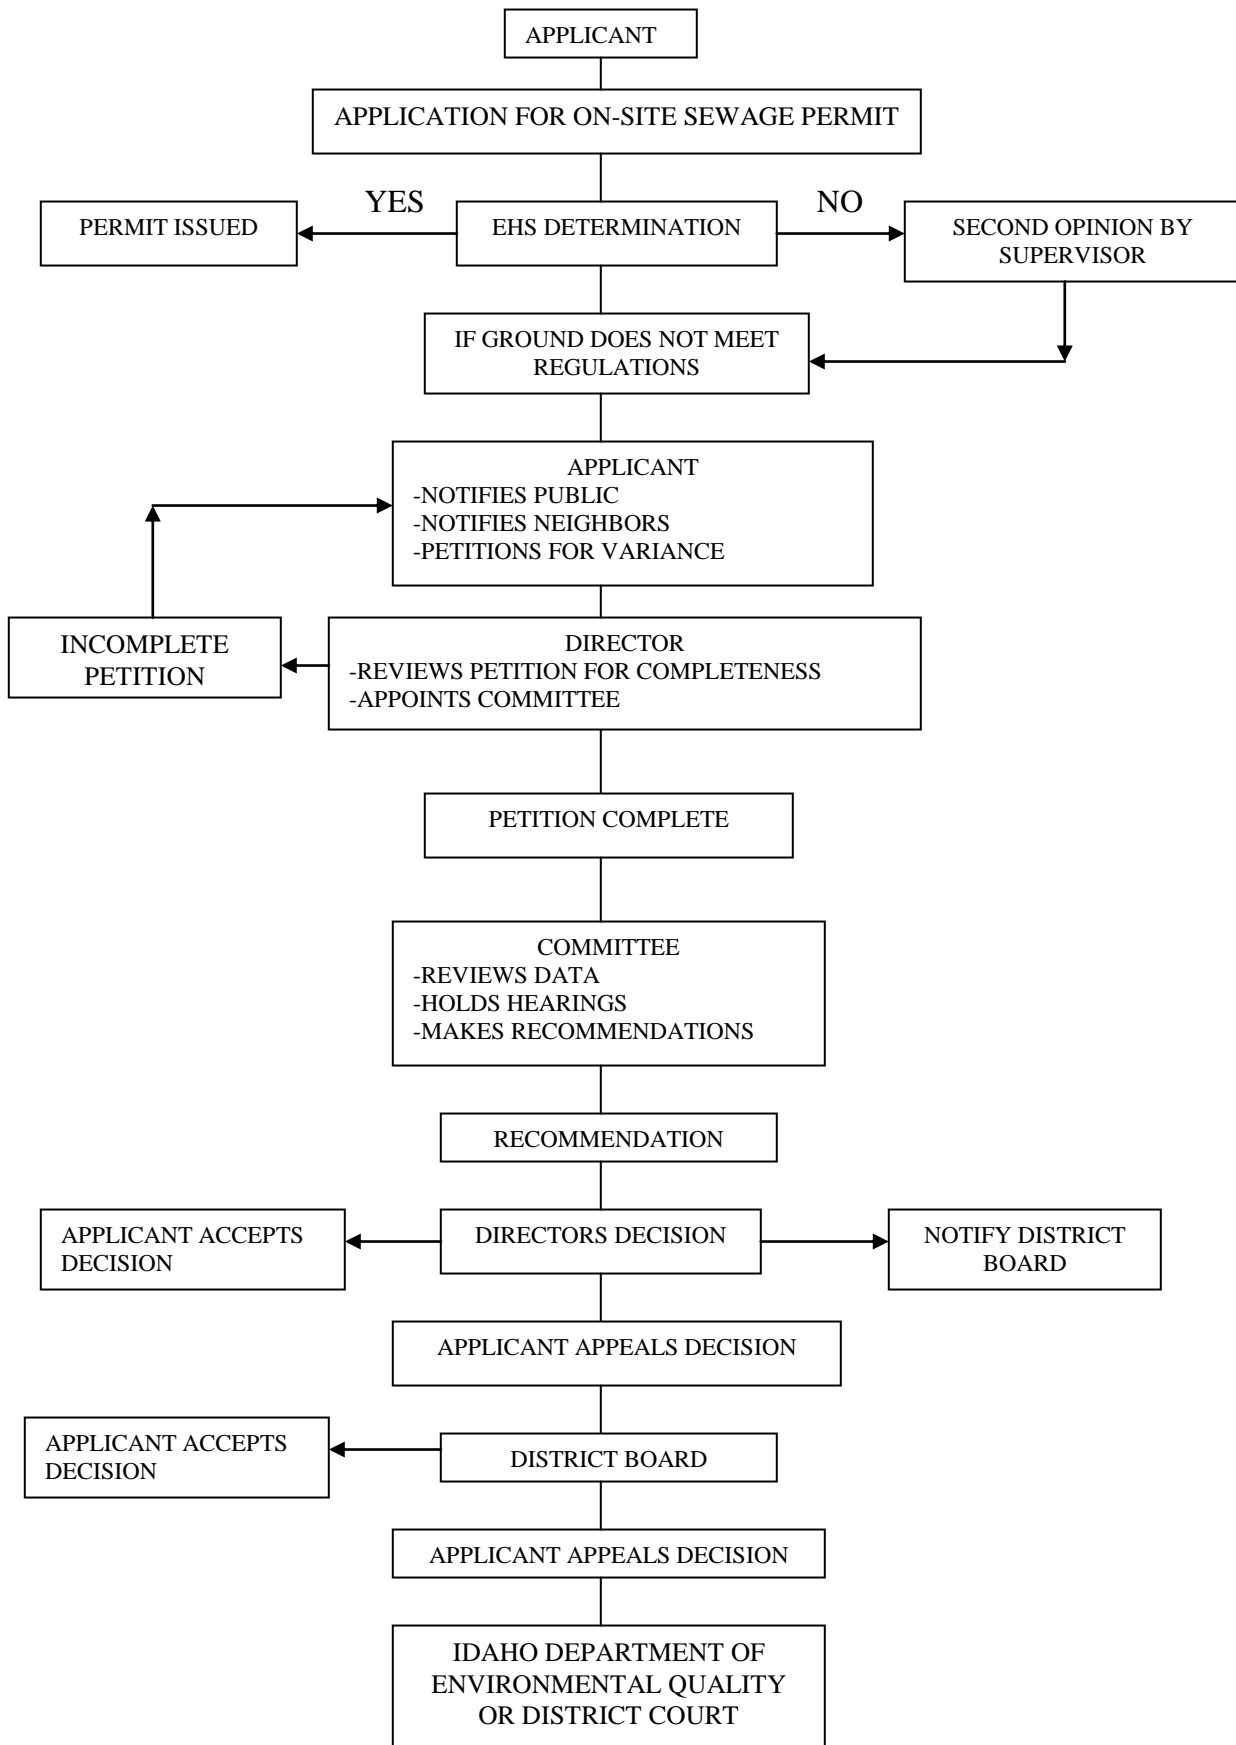 APPLICANT
APPLICATION FOR ON-SITE SEWAGE PERMIT
YES
NO
PERMIT ISSUED
EHS DETERMINATION
SECOND OPINION BY
SUPERVISOR
IF GROUND DOES NOT MEET
REGULATIONS
APPLICANT
-NOTIFIES PUBLIC
-NOTIFIES NEIGHBORS
-PETITIONS FOR VARIANCE
INCOMPLETE
PETITION
DIRECTOR
-REVIEWS PETITION FOR COMPLETENESS
-APPOINTS COMMITTEE
PETITION COMPLETE
COMMITTEE
-REVIEWS DATA
-HOLDS HEARINGS
-MAKES RECOMMENDATIONS
RECOMMENDATION
APPLICANT ACCEPTS
DECISION
DIRECTORS DECISION
NOTIFY DISTRICT
BOARD
APPLICANT APPEALS DECISION
APPLICANT ACCEPTS
DECISION
DISTRICT BOARD
APPLICANT APPEALS DECISION
IDAHO DEPARTMENT OF
ENVIRONMENTAL QUALITY
OR DISTRICT COURT